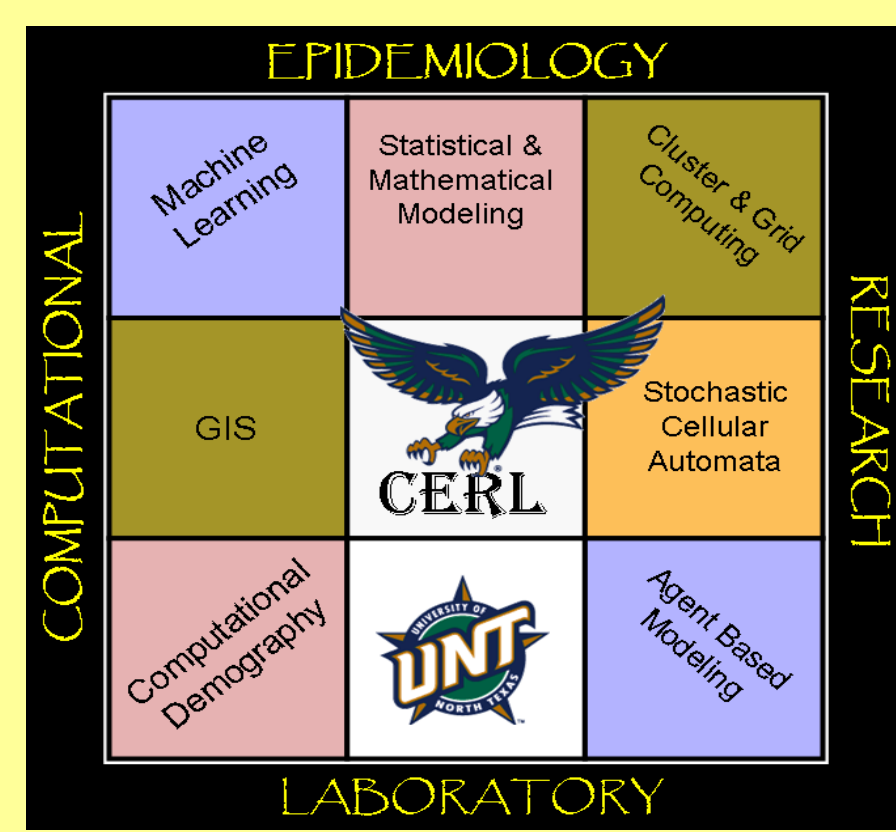 EPIDEMIOLOGY
COMPUTATIONAL
Machine
Learning
Statistical &
Mathematical
Modeling
Cluster & Grid
Computing
RESEARCH
GIS
CERL
®
Stochastic
Cellular
Automata
Computational
Demography
UNIVERSITY OF
UNT
NORTH TEXAS
™
Agent Based
Modeling
LABORATORY